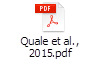 PDF
Quale et al.,
2015.pdf